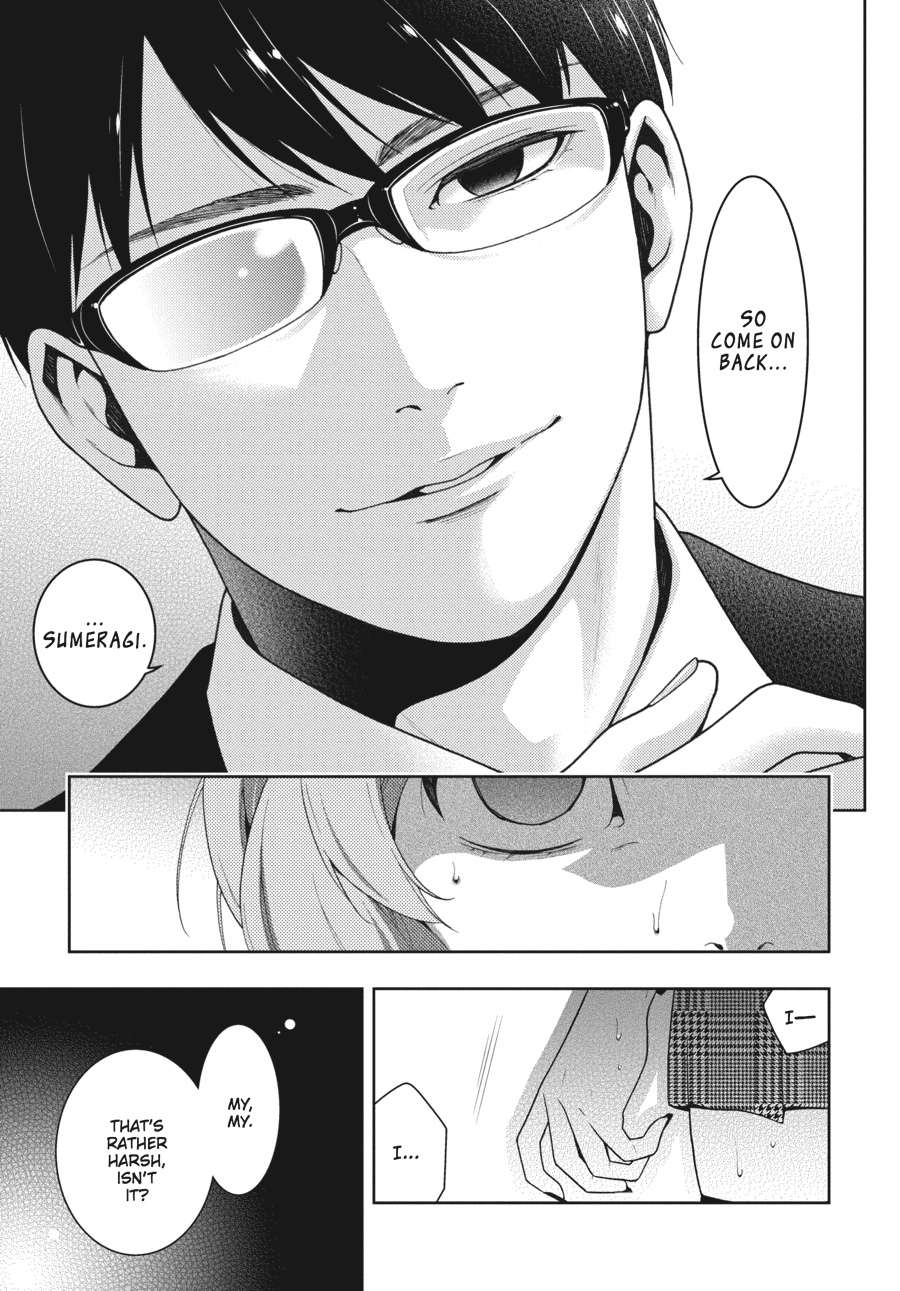 SO
COME ON
BACK...
...
SUMERAGI.
I—
I...
MY,
MY.
THAT'S
RATHER
HARSH,
ISN'T
IT?